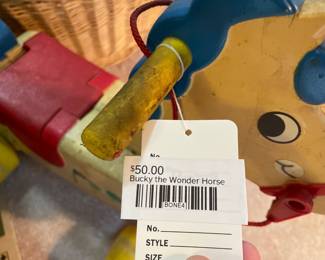 No.
$50.00
Bucky the Wonder Horse
BONE4
No.
STYLE
SIZE